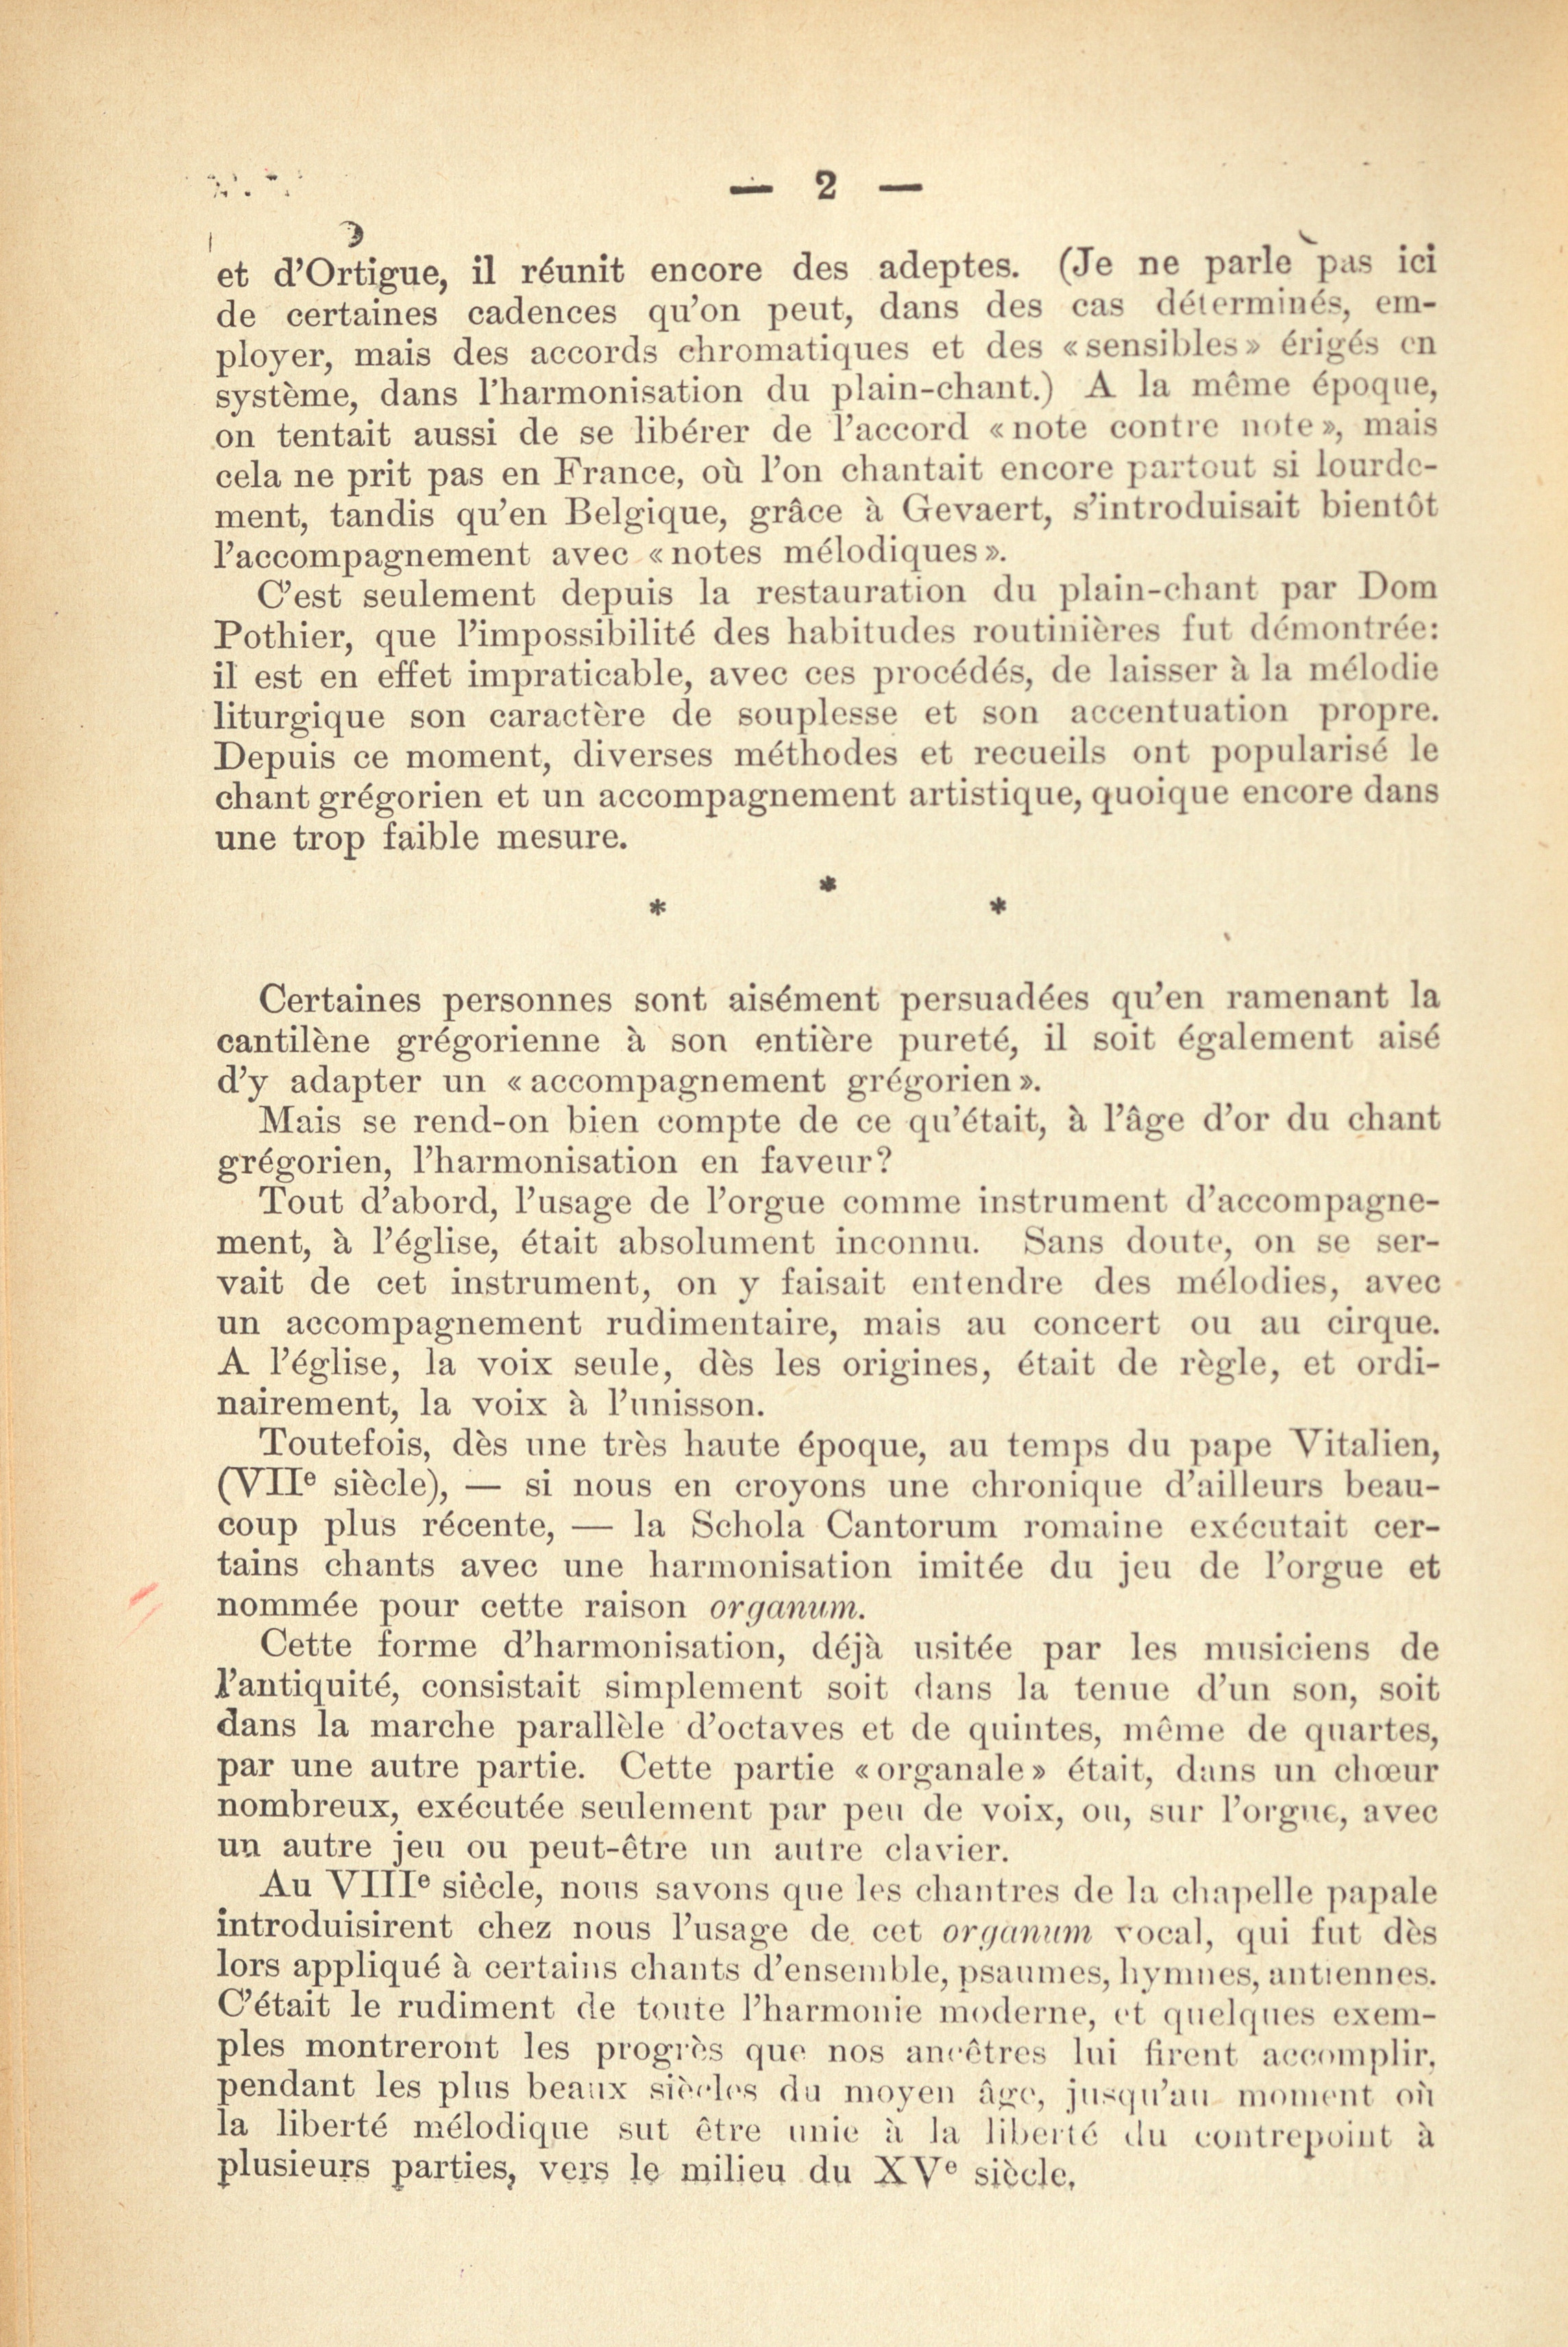 — 2 —
et d'Ortigue, il réunit encore des adeptes. (Je ne parle pas ici
de certaines cadences qu'on peut, dans des cas déterminés, em-
ployer, mais des accords chromatiques et des «sensibles» érigés en
système, dans l'harmonisation du plain-chant.) A la même époque,
on tentait aussi de se libérer de l'accord «note contre note», mais
cela ne prit pas en France, où l'on chantait encore partout si lourde-
ment, tandis qu'en Belgique, grâce à Gevaert, s'introduisait bientôt
l'accompagnement avec «notes mélodiques».
C'est seulement depuis la restauration du plain-chant par Dom
Pothier, que l'impossibilité des habitudes routinières fut démontrée:
il est en effet impraticable, avec ces procédés, de laisser à la mélodie
liturgique son caractère de souplesse et son accentuation propre.
Depuis ce moment, diverses méthodes et recueils ont popularisé le
chant grégorien et un accompagnement artistique, quoique encore dans
une trop faible mesure.
* * *
Certaines personnes sont aisément persuadées qu'en ramenant la
cantilène grégorienne à son entière pureté, il soit également aisé
d'y adapter un «accompagnement grégorien».
Mais se rend-on bien compte de ce qu'était, à l'âge d'or du chant
grégorien, l'harmonisation en faveur?
Tout d'abord, l'usage de l'orgue comme instrument d'accompagne-
ment, à l'église, était absolument inconnu. Sans doute, on se ser-
vait de cet instrument, on y faisait entendre des mélodies, avec
un accompagnement rudimentaire, mais au concert ou au cirque.
A l'église, la voix seule, dès les origines, était de règle, et ordi-
nairement, la voix à l'unisson.
Toutefois, dès une très haute époque, au temps du pape Vitalien,
(VIIe siècle), — si nous en croyons une chronique d'ailleurs beau-
coup plus récente, — la Schola Cantorum romaine exécutait cer-
tains chants avec une harmonisation imitée du jeu de l'orgue et
nommée pour cette raison organum.
Cette forme d'harmonisation, déjà usitée par les musiciens de
l'antiquité, consistait simplement soit dans la tenue d'un son, soit
dans la marche parallèle d'octaves et de quintes, même de quartes,
par une autre partie. Cette partie «organale» était, dans un chœur
nombreux, exécutée seulement par peu de voix, ou, sur l'orgue, avec
un autre jeu ou peut-être un autre clavier.
Au VIIIe siècle, nous savons que les chantres de la chapelle papale
introduisirent chez nous l'usage de cet organum vocal, qui fut dès
lors appliqué à certains chants d'ensemble, psaumes, hymnes, antiennes.
C'était le rudiment de toute l'harmonie moderne, et quelques exem-
ples montreront les progrès que nos ancêtres lui firent accomplir,
pendant les plus beaux siècles du moyen âge, jusqu'au moment où
la liberté mélodique sut être unie à la liberté du contrepoint à
plusieurs parties, vers le milieu du XVe siècle.